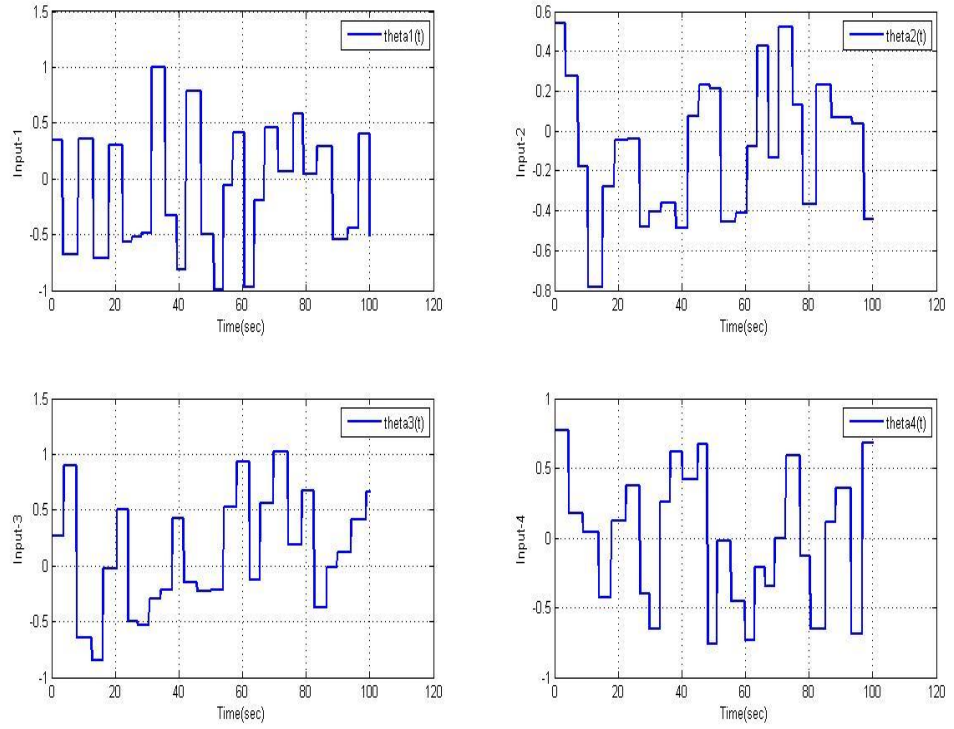 1.5
1
0.5
0
-0.5
-1
Input-1
theta1(t)
0 20 40 60 80 100 120
Time(sec)
0.6
0.4
0.2
0
-0.2
-0.4
-0.6
-0.8
Input-2
theta2(t)
0 20 40 60 80 100 120
Time(sec)
1.5
1
0.5
0
-0.5
-1
Input-3
theta3(t)
0 20 40 60 80 100 120
Time(sec)
1
0.5
0
-0.5
-1
Input-4
theta4(t)
0 20 40 60 80 100 120
Time(sec)